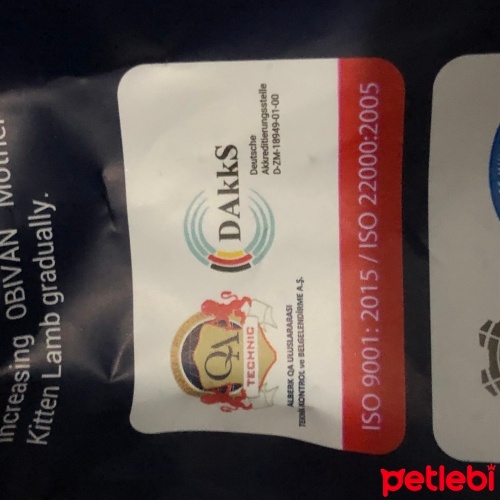 Increasing OBIVAN Mother
Kitten Lamb gradually.
DAkkS
Deutsche
Akkreditierungsstelle
D-ZM-18949-01-00
QA
TECHNIC
ALBERK QA ULUSLARARASI
TEKNİK KONTROL ve BELGELENDİRME A.Ş.
ISO 9001: 2015 / ISO 22000:2005
petlebi